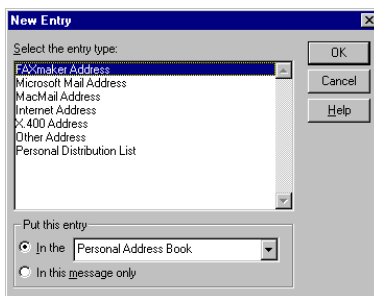 New Entry
Select the entry type:
FAXmaker Address
Microsoft Mail Address
MacMail Address
Internet Address
X.400 Address
Other Address
Personal Distribution List
OK
Cancel
Help
Put this entry
In the Personal Address Book
In this message only